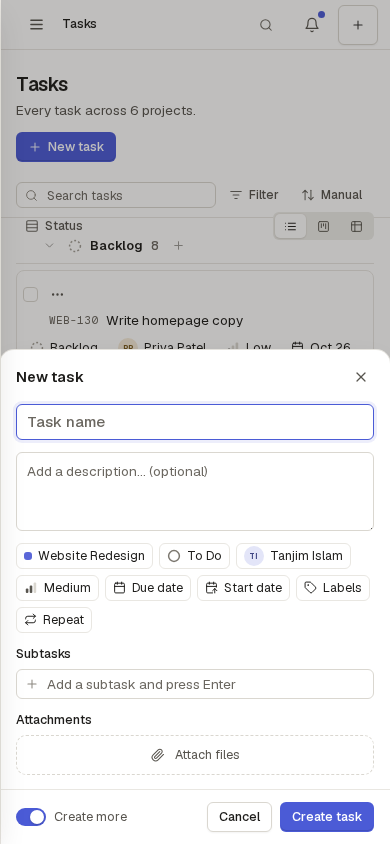 Tasks
Tasks
Every task across 6 projects.
New task
Search tasks
Filter
Manual
Status
Backlog 8
WEB-130 Write homepage copy
Backlog PP Priya Patel Low Oct 26
New task
Task name
Add a description... (optional)
Website Redesign To Do TI Tanjim Islam
Medium Due date Start date Labels
Repeat
Subtasks
Add a subtask and press Enter
Attachments
Attach files
Create more Cancel Create task